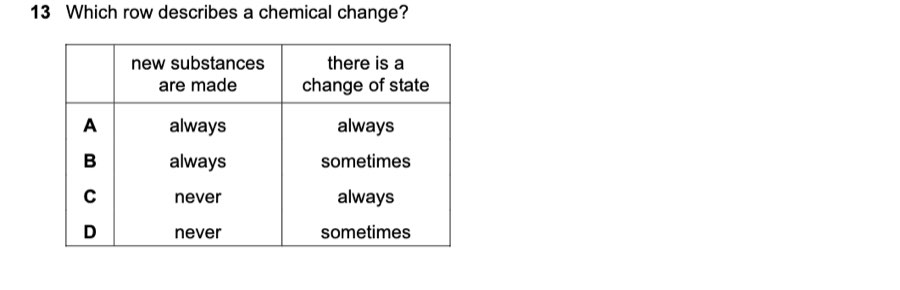 13 Which row describes a chemical change?
new substances are made there is a change of state
A always always
B always sometimes
C never always
D never sometimes